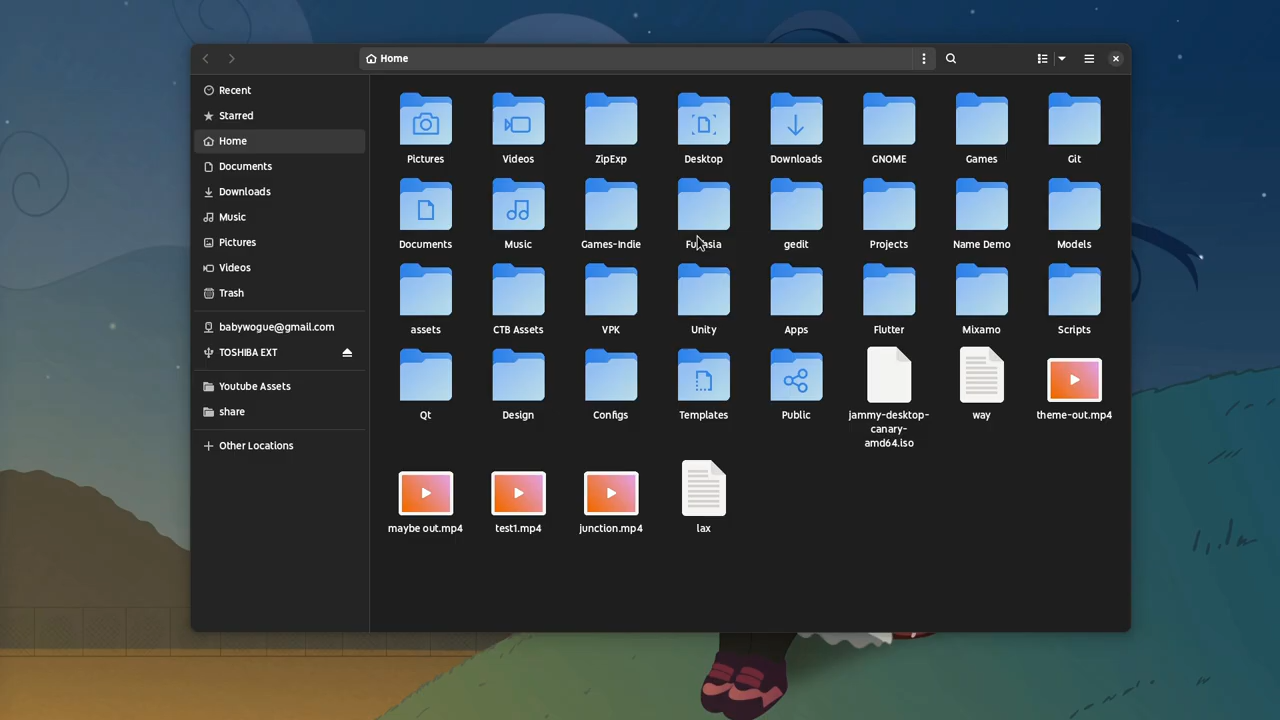 Home
Recent
Starred
Home
Documents
Downloads
Music
Pictures
Videos
Trash
babywogue@gmail.com
TOSHIBA EXT
Youtube Assets
share
Other Locations
Pictures
Videos
ZipExp
Desktop
Downloads
GNOME
Games
Git
Documents
Music
Games-Indie
gedit
Projects
Name Demo
Models
assets
CTB Assets
VPK
Unity
Apps
Flutter
Mixamo
Scripts
Qt
Design
Configs
Templates
Public
jammy-desktop-
canary-
amd64.iso
way
theme-out.mp4
maybe out.mp4
test1.mp4
junction.mp4
lax